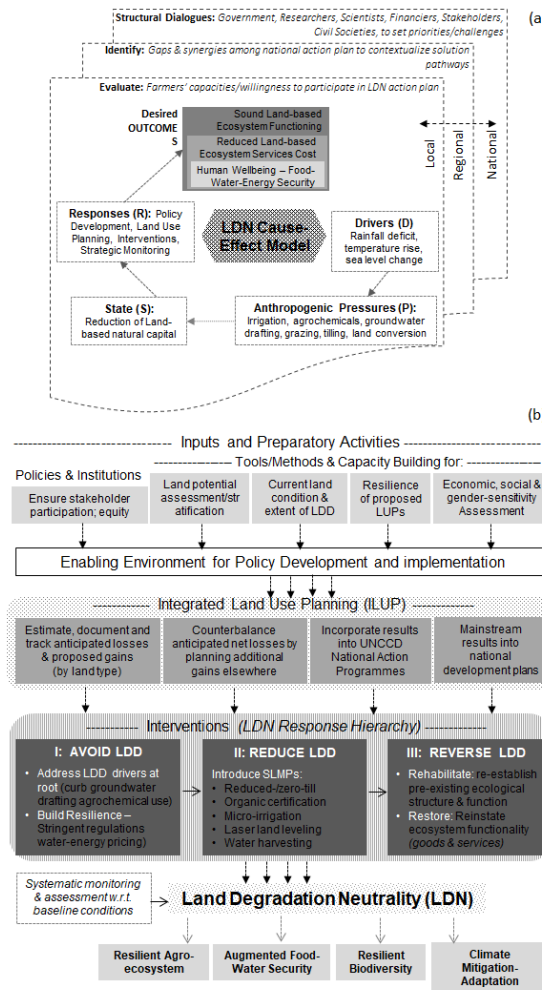 (a)
Structural Dialogues: Government, Researchers, Scientists, Financiers, Stakeholders,
Civil Societies, to set priorities/challenges
Identify: Gaps & synergies among national action plan to contextualize solution
pathways
Evaluate: Farmers' capacities/willingness to participate in LDN action plan
Desired
OUTCOME
S
Sound Land-based
Ecosystem Functioning
Reduced Land-based
Ecosystem Services Cost
Human Wellbeing – Food-
Water-Energy Security
Local
Regional
National
Responses (R): Policy
Development, Land Use
Planning, Interventions,
Strategic Monitoring
LDN Cause-
Effect Model
Drivers (D)
Rainfall deficit,
temperature rise,
sea level change
State (S):
Reduction of Land-
based natural capital
Anthropogenic Pressures (P):
Irrigation, agrochemicals, groundwater
drafting, grazing, tilling, land conversion
(b)
Inputs and Preparatory Activities
Policies & Institutions
Tools/Methods & Capacity Building for:
Ensure stakeholder
participation; equity
Land potential
assessment/str
atification
Current land
condition &
extent of LDD
Resilience
of proposed
LUPs
Economic, social &
gender-sensitivity
Assessment
Enabling Environment for Policy Development and implementation
Integrated Land Use Planning (ILUP)
Estimate, document and
track anticipated losses
& proposed gains
(by land type)
Counterbalance
anticipated net losses by
planning additional
gains elsewhere
Incorporate results
into UNCCD
National Action
Programmes
Mainstream
results into
national
development plans
Interventions (LDN Response Hierarchy)
I: AVOID LDD
• Address LDD drivers at
root (curb groundwater
drafting agrochemical use)
• Build Resilience –
Stringent regulations
water-energy pricing)
II: REDUCE LDD
Introduce SLMPs:
• Reduced-/zero-till
• Organic certification
• Micro-irrigation
• Laser land leveling
• Water harvesting
III: REVERSE LDD
• Rehabilitate: re-establish
pre-existing ecological
structure & function
• Restore: Reinstate
ecosystem functionality
(goods & services)
Systematic monitoring
& assessment w.r.t.
baseline conditions
Land Degradation Neutrality (LDN)
Resilient Agro-
ecosystem
Augmented Food-
Water Security
Resilient
Biodiversity
Climate
Mitigation-
Adaptation